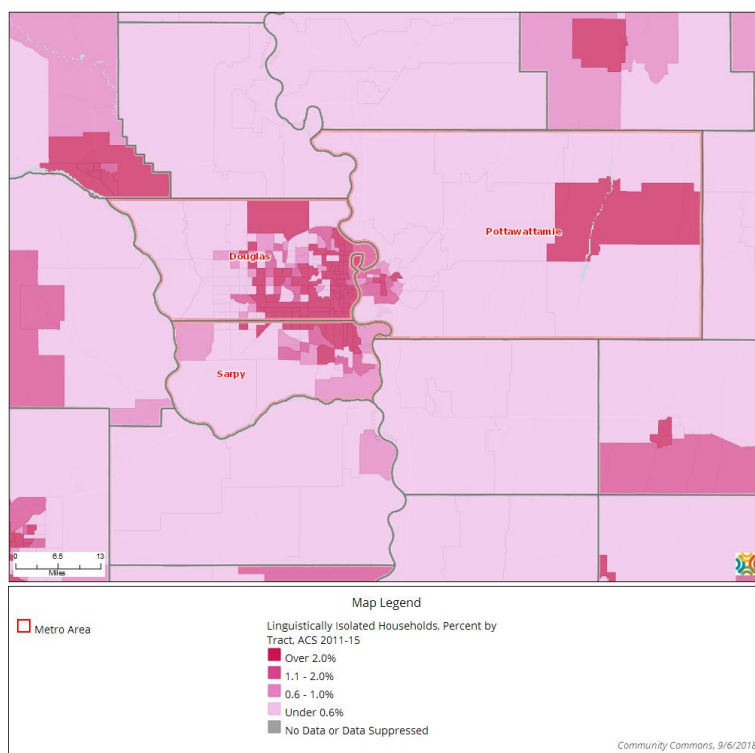 Douglas
Pottawattamie
Sarpy
0 6.5 13
Miles
Map Legend
Metro Area
Linguistically Isolated Households, Percent by
Tract, ACS 2011-15
Over 2.0%
1.1 - 2.0%
0.6 - 1.0%
Under 0.6%
No Data or Data Suppressed
Community Commons, 9/6/2018